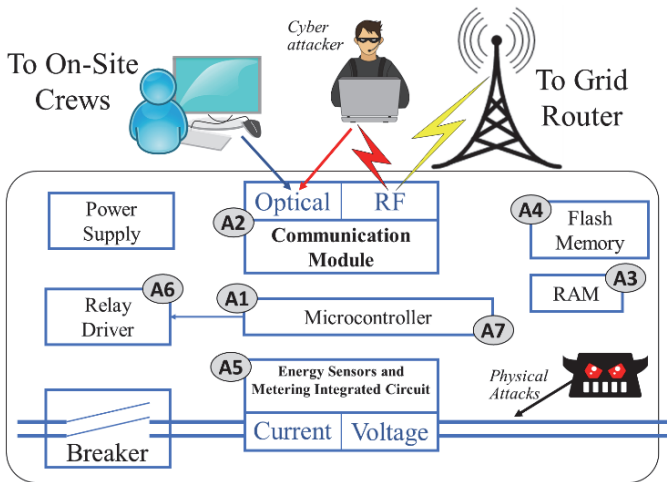 Cyber
attacker
To On-Site
Crews
To Grid
Router
Optical
RF
A2
Communication
Module
Power
Supply
A4
Flash
Memory
A3
RAM
A6
Relay
Driver
A1
Microcontroller
A7
A5
Energy Sensors and
Metering Integrated Circuit
Current
Voltage
Physical
Attacks
Breaker